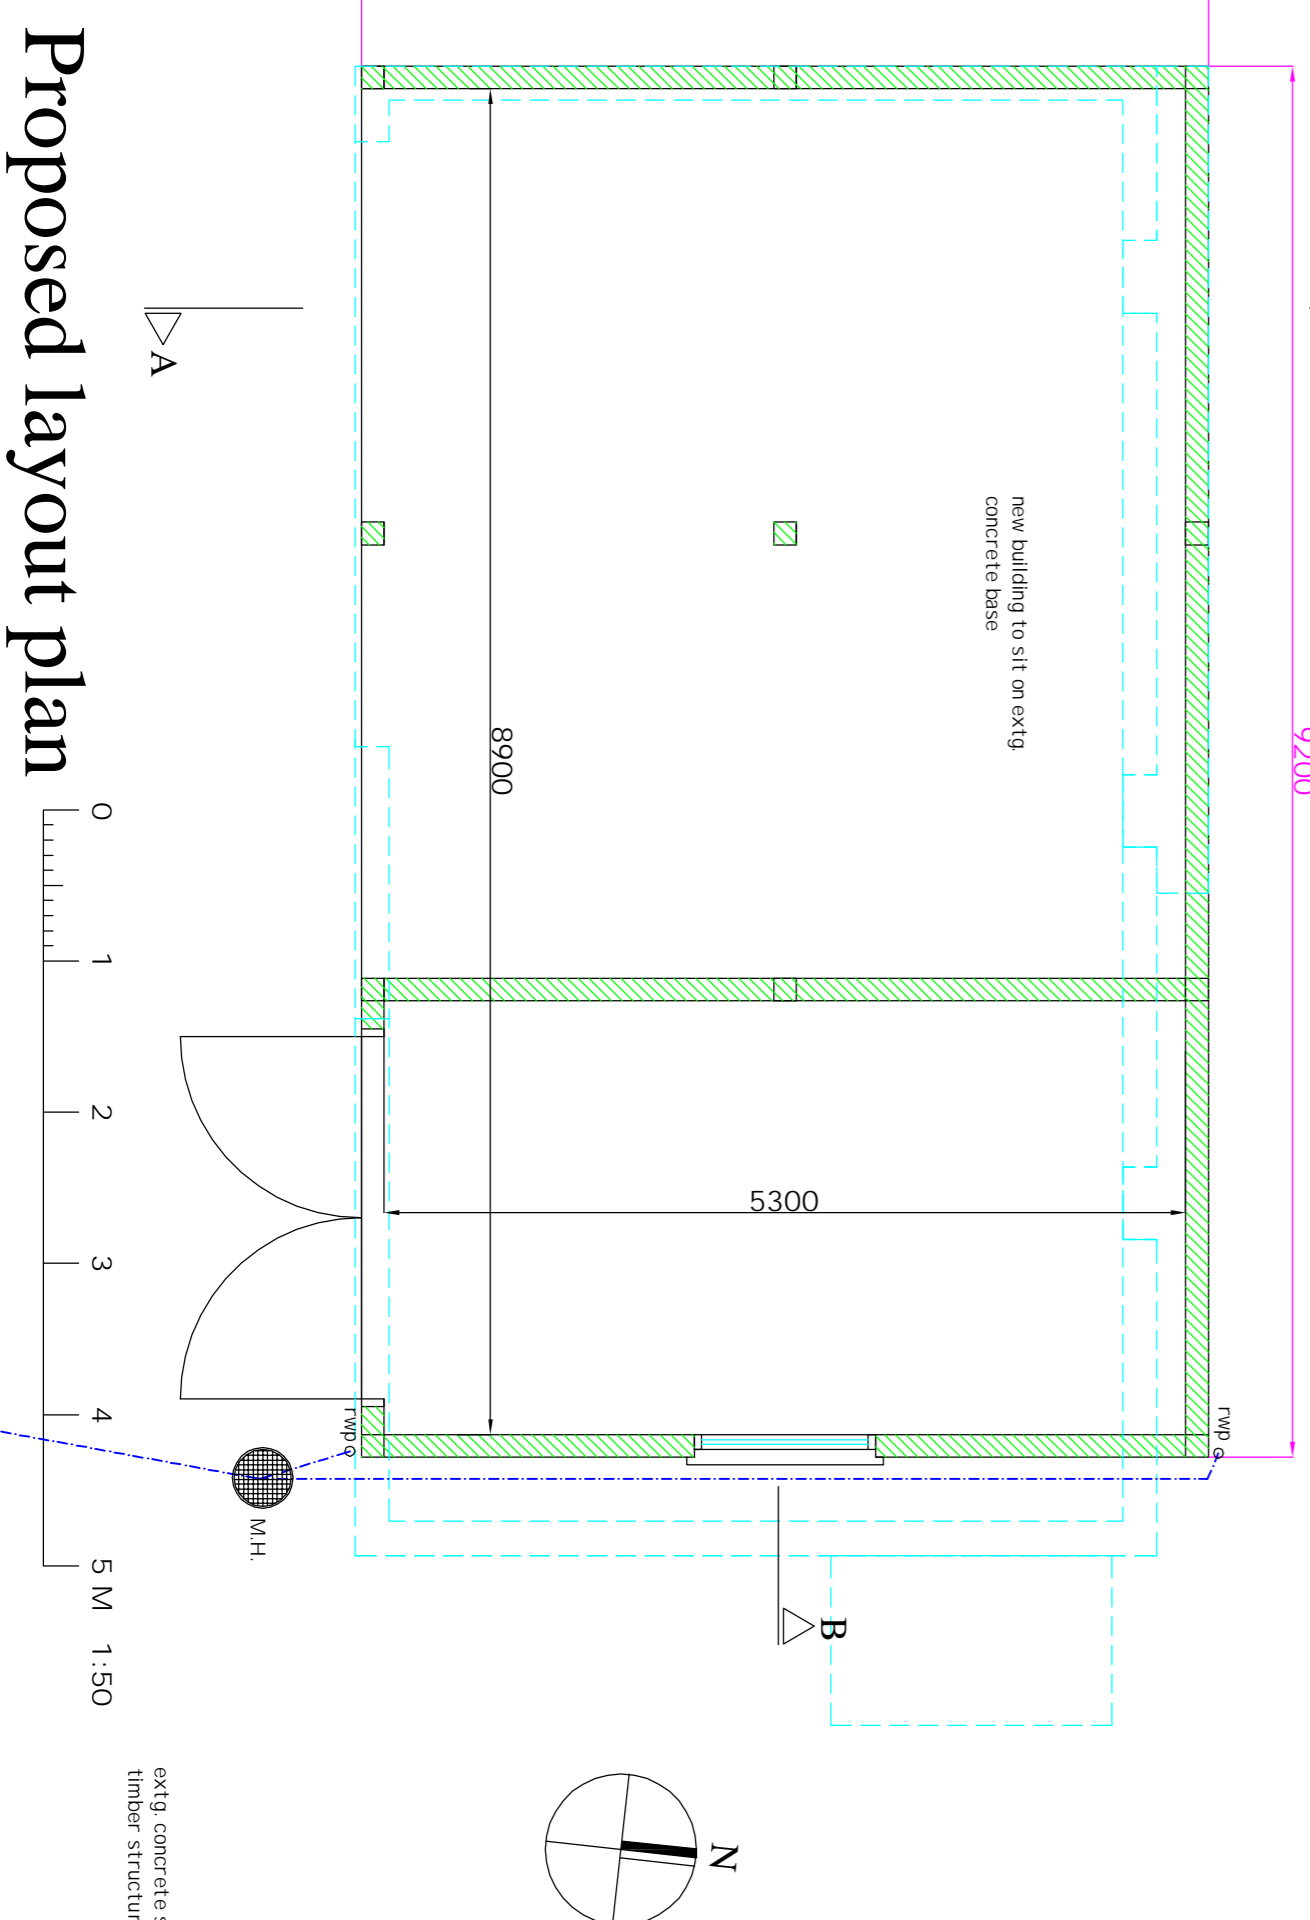 9200
new building to sit on extg.
concrete base
8900
5300
rwp
rwp
A
B
M.H.
0 1 2 3 4 5 M 1:50
Proposed layout plan
N
extg. concrete
timber